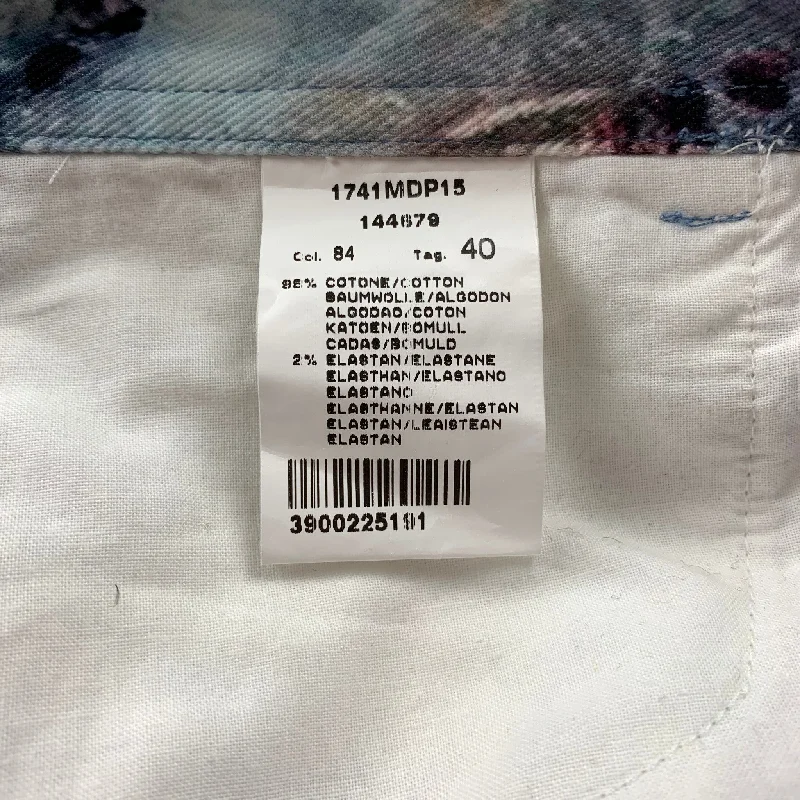 1741MDP15
144679
Col. 84 Tag. 40
98% COTONE/COTTON
BAUMWOLLE/ALGODON
ALGODAO/COTON
KATOEN/BOMULL
CADAS/BOMULD
2% ELASTAN/ELASTANE
ELASTHAN/ELASTANO
ELASTANO
ELASTHANNE/ELASTAN
ELASTAN/LEAISTEAN
ELASTAN
3900225191